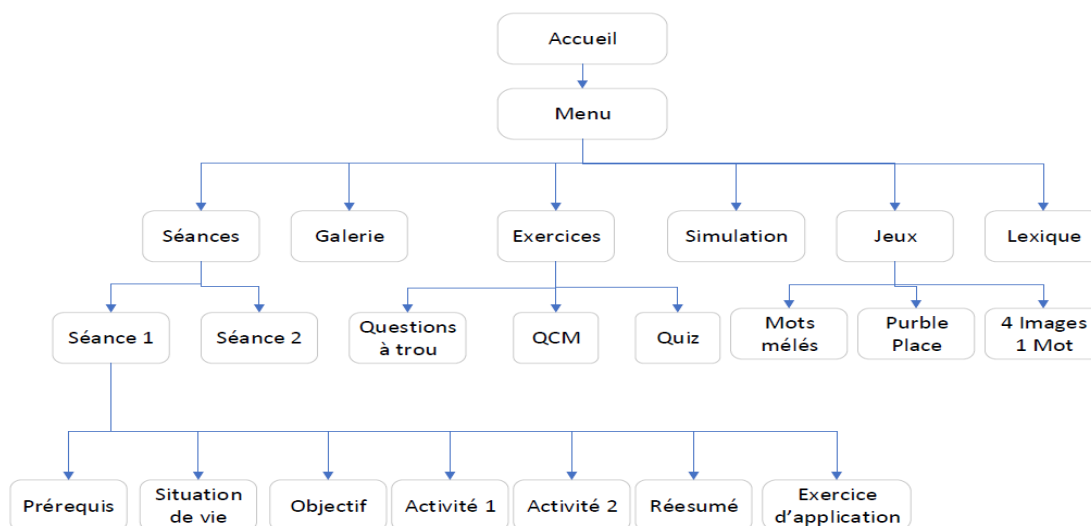 Accueil
Menu
Séances
Galerie
Exercices
Simulation
Jeux
Lexique
Séance 1
Séance 2
Questions
à trou
QCM
Quiz
Mots
mélés
Purble
Place
4 Images
1 Mot
Prérequis
Situation
de vie
Objectif
Activité 1
Activité 2
Réesumé
Exercice
d’application